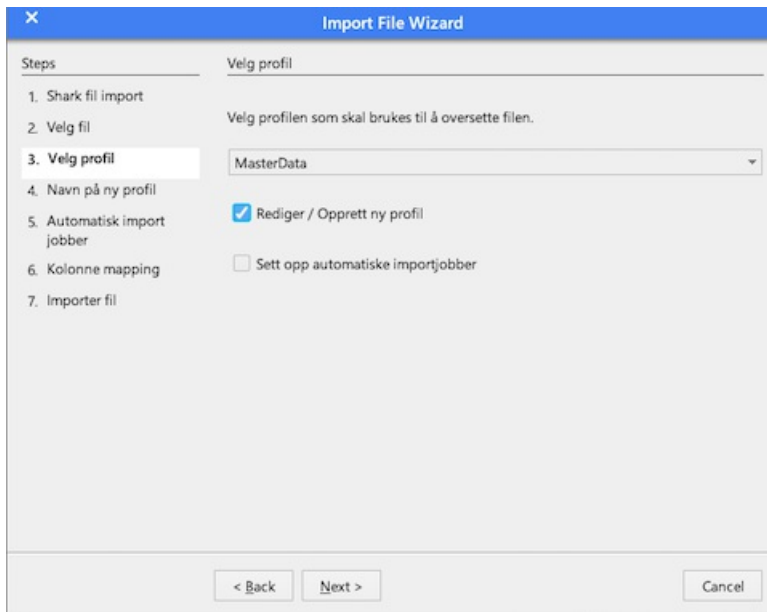 Import File Wizard
Steps
1. Shark fil import
2. Velg fil
3. Velg profil
4. Navn på ny profil
5. Automatisk import
jobber
6. Kolonne mapping
7. Importer fil
Velg profil
Velg profilen som skal brukes til å oversette filen.
MasterData
Rediger / Opprett ny profil
Sett opp automatiske importjobber
< Back
Next >
Cancel